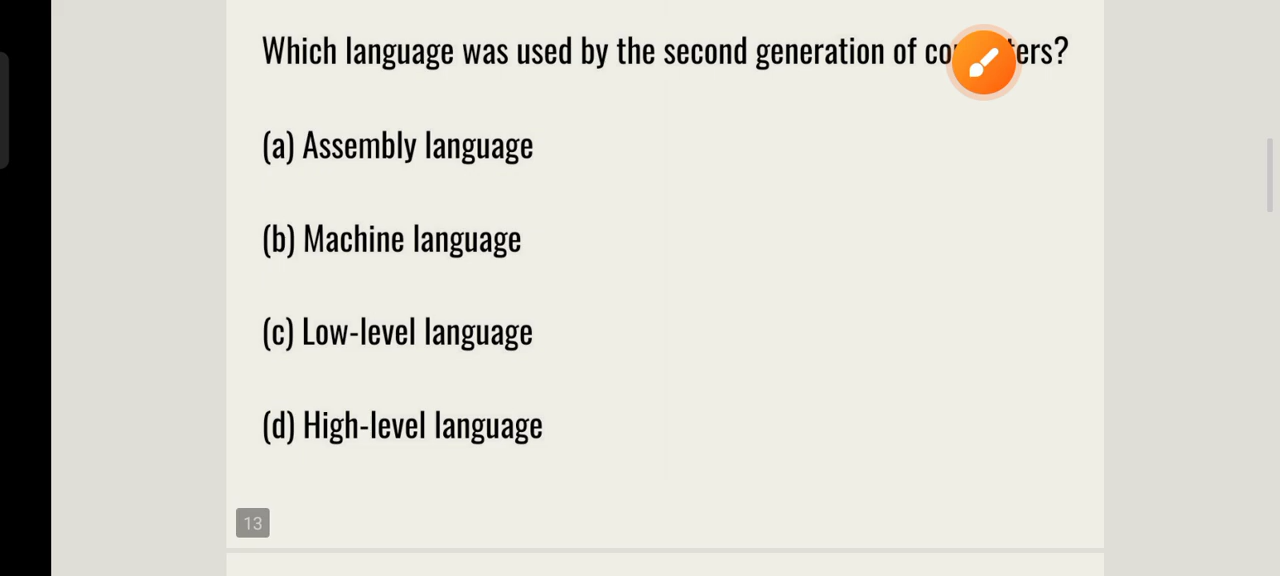 Which language was used by the second generation of
(a) Assembly language
(b) Machine language
(c) Low-level language
(d) High-level language
13